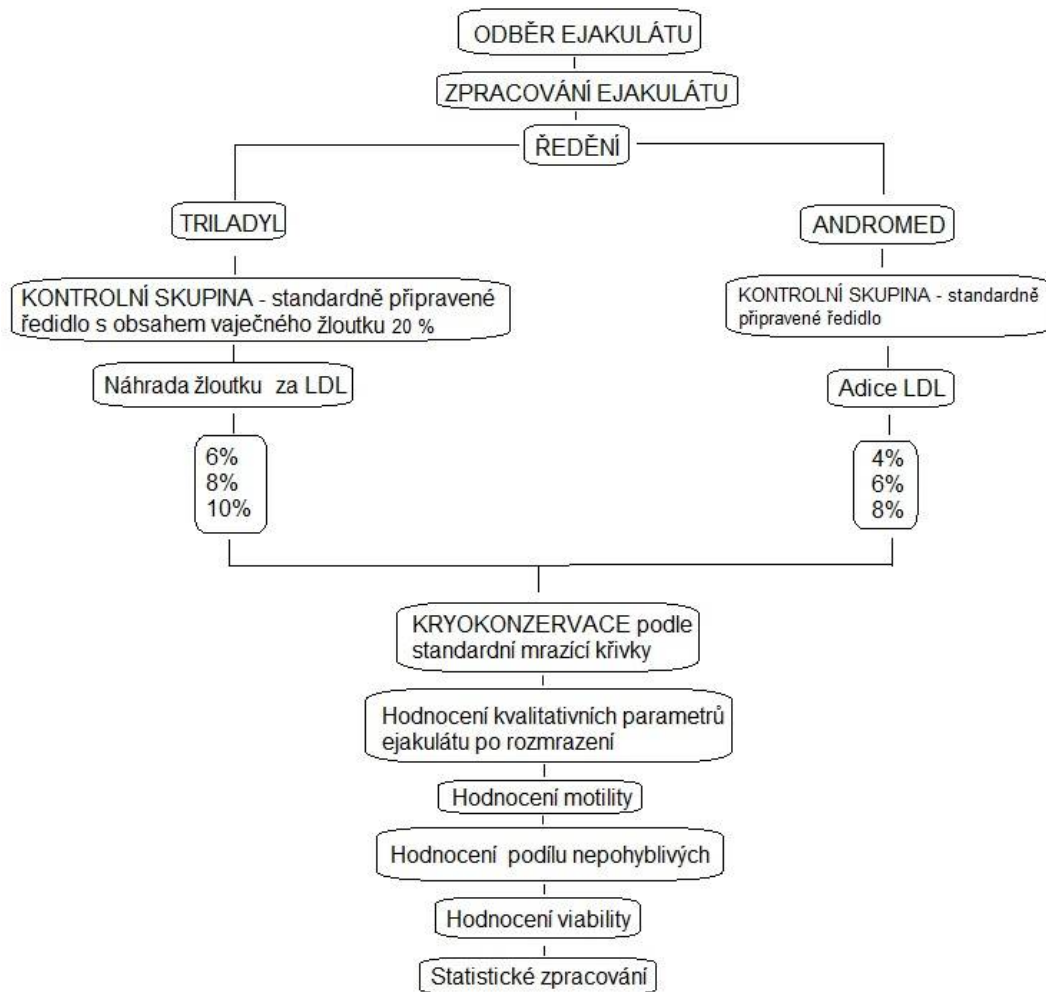 ODBĚR EJAKULÁTU
ZPRACOVÁNÍ EJAKULÁTU
ŘEDĚNÍ
TRILADYL
ANDROMED
KONTROLNÍ SKUPINA - standardně připravené
ředidlo s obsahem vaječného žloutku 20 %
KONTROLNÍ SKUPINA - standardně
připravené ředidlo
Náhrada žloutku za LDL
Adice LDL
6%
8%
10%
4%
6%
8%
KRYOKONZERVACE podle
standardní mrazící křivky
Hodnocení kvalitativních parametrů
ejakulátu po rozmrazení
Hodnocení motility
Hodnocení podílu nepohyblivých
Hodnocení viability
Statistické zpracování